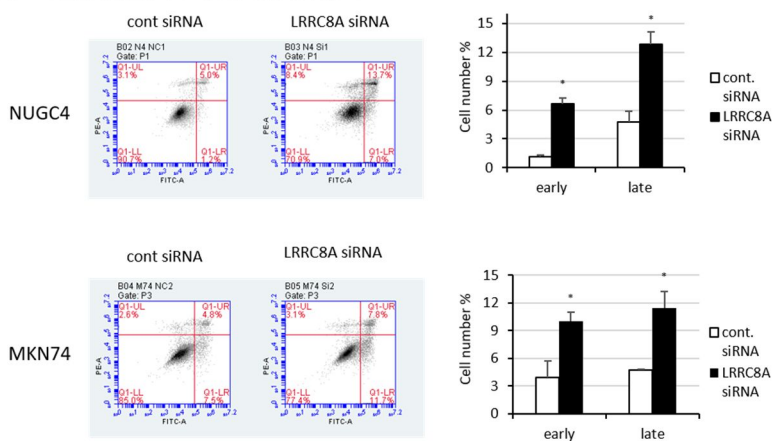 cont siRNA
LRRC8A siRNA
NUGC4
B02 N4 NC1
Gate: P1
Q1-UL
3.1%
Q1-UR
5.0%
Q1-LL
90.7%
Q1-LR
1.2%
PE-A
FITC-A
B03 N4 Si1
Gate: P1
Q1-UL
8.4%
Q1-UR
13.7%
Q1-LL
70.9%
Q1-LR
7.0%
PE-A
FITC-A
Cell number %
15
12
9
6
3
0
*
*
early
late
cont.
siRNA
LRRC8A
siRNA
cont siRNA
LRRC8A siRNA
MKN74
B04 M74 NC2
Gate: P3
Q1-UL
2.6%
Q1-UR
4.8%
Q1-LL
85.0%
Q1-LR
7.5%
PE-A
FITC-A
B05 M74 Si2
Gate: P3
Q1-UL
3.1%
Q1-UR
7.8%
Q1-LL
77.4%
Q1-LR
11.7%
PE-A
FITC-A
Cell number %
15
12
9
6
3
0
*
*
early
late
cont.
siRNA
LRRC8A
siRNA